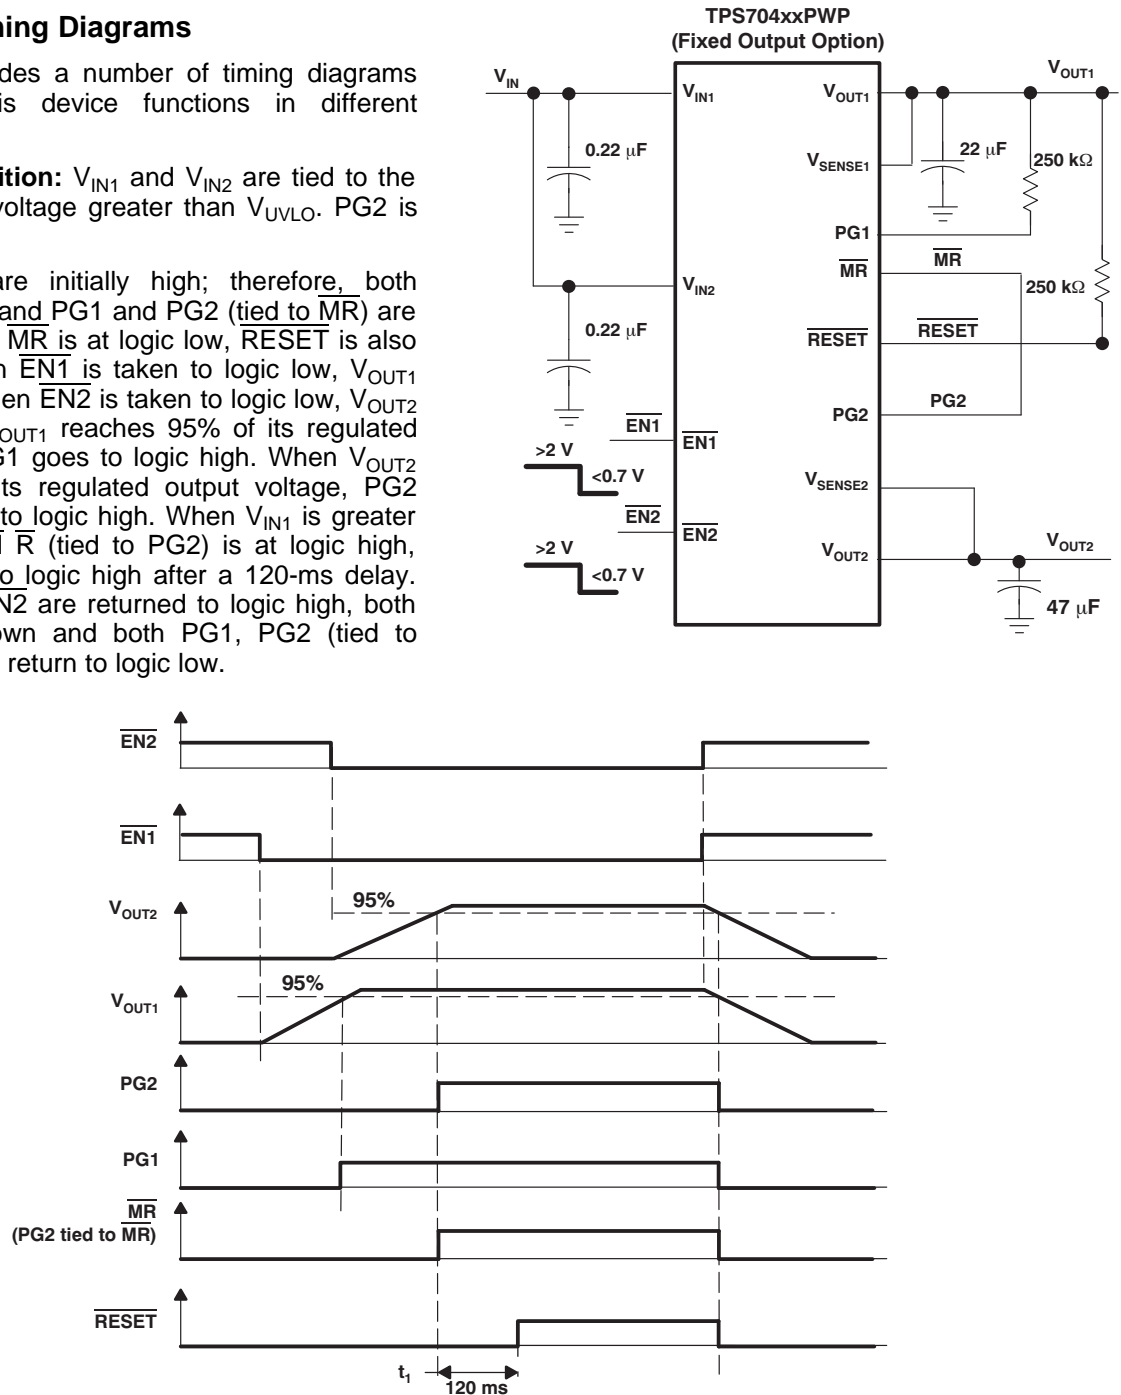 ning Diagrams
des a number of timing diagrams
is device functions in different
ition: VIN1 and VIN2 are tied to the
voltage greater than VUVLO. PG2 is
are initially high; therefore, both
and PG1 and PG2 (tied to MR) are
MR is at logic low, RESET is also
n EN1 is taken to logic low, VOUT1
en EN2 is taken to logic low, VOUT2
OUT1 reaches 95% of its regulated
G1 goes to logic high. When VOUT2
ts regulated output voltage, PG2
to logic high. When VIN1 is greater
R (tied to PG2) is at logic high,
o logic high after a 120-ms delay.
N2 are returned to logic high, both
own and both PG1, PG2 (tied to
return to logic low.
TPS704xxPWP
(Fixed Output Option)
VIN
VIN1
VOUT1
VOUT1
0.22 μF
VSENSE1
22 μF
250 kΩ
PG1
MR
MR
VIN2
250 kΩ
0.22 μF
RESET
RESET
PG2
PG2
EN1
EN1
>2 V
<0.7 V
VSENSE2
EN2
EN2
>2 V
<0.7 V
VOUT2
VOUT2
47 μF
EN2
EN1
VOUT2
95%
VOUT1
95%
PG2
PG1
MR
(PG2 tied to MR)
RESET
t1
120 ms